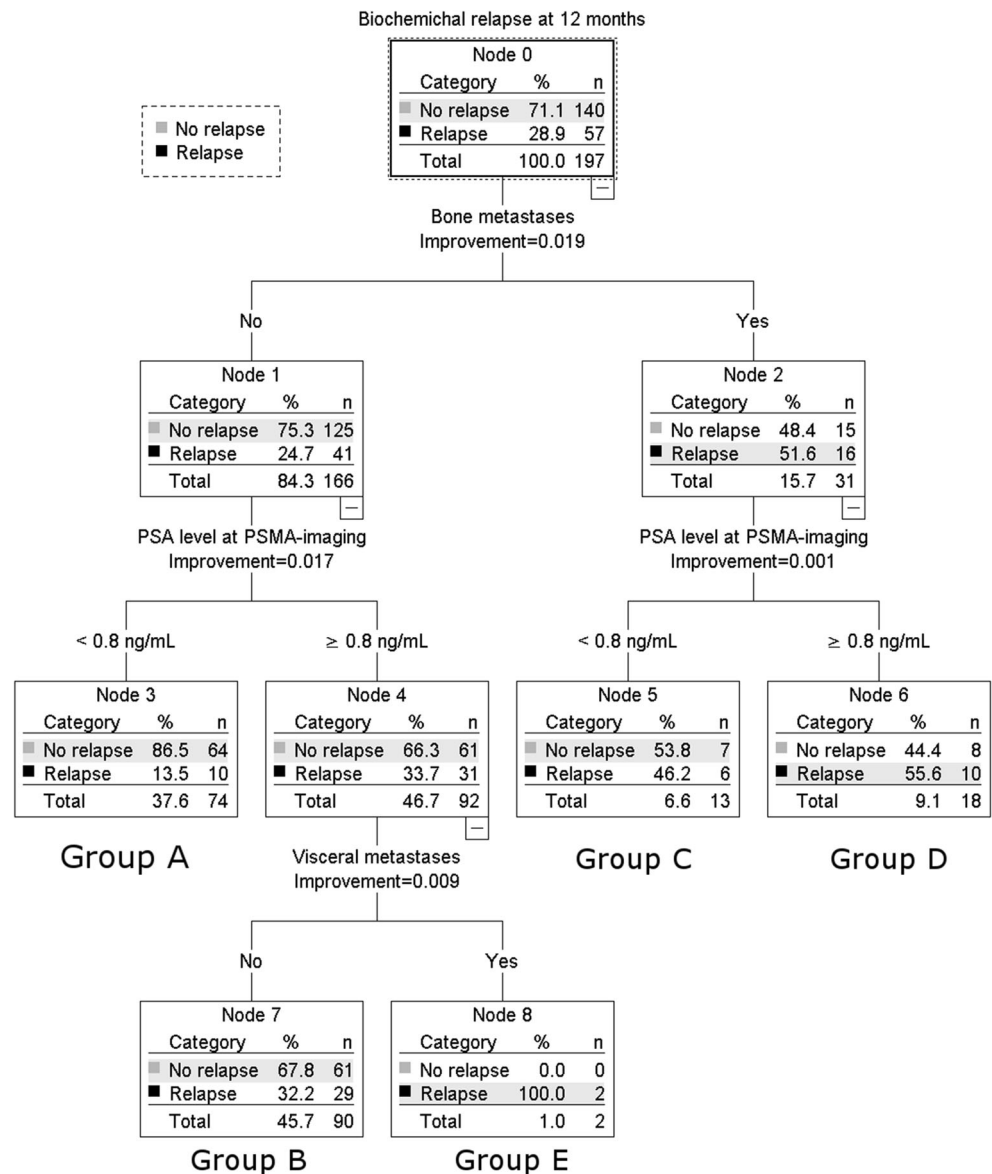 Biochemichal relapse at 12 months
Node 0
Category % n
No relapse 71.1 140
Relapse 28.9 57
Total 100.0 197
No relapse
Relapse
Bone metastases
Improvement=0.019
No
Yes
Node 1
Category % n
No relapse 75.3 125
Relapse 24.7 41
Total 84.3 166
Node 2
Category % n
No relapse 48.4 15
Relapse 51.6 16
Total 15.7 31
PSA level at PSMA-imaging
Improvement=0.017
PSA level at PSMA-imaging
Improvement=0.001
< 0.8 ng/mL
≥ 0.8 ng/mL
< 0.8 ng/mL
≥ 0.8 ng/mL
Node 3
Category % n
No relapse 86.5 64
Relapse 13.5 10
Total 37.6 74
Group A
Node 4
Category % n
No relapse 66.3 61
Relapse 33.7 31
Total 46.7 92
Node 5
Category % n
No relapse 53.8 7
Relapse 46.2 6
Total 6.6 13
Group C
Node 6
Category % n
No relapse 44.4 8
Relapse 55.6 10
Total 9.1 18
Group D
Visceral metastases
Improvement=0.009
No
Yes
Node 7
Category % n
No relapse 67.8 61
Relapse 32.2 29
Total 45.7 90
Group B
Node 8
Category % n
No relapse 0.0 0
Relapse 100.0 2
Total 1.0 2
Group E